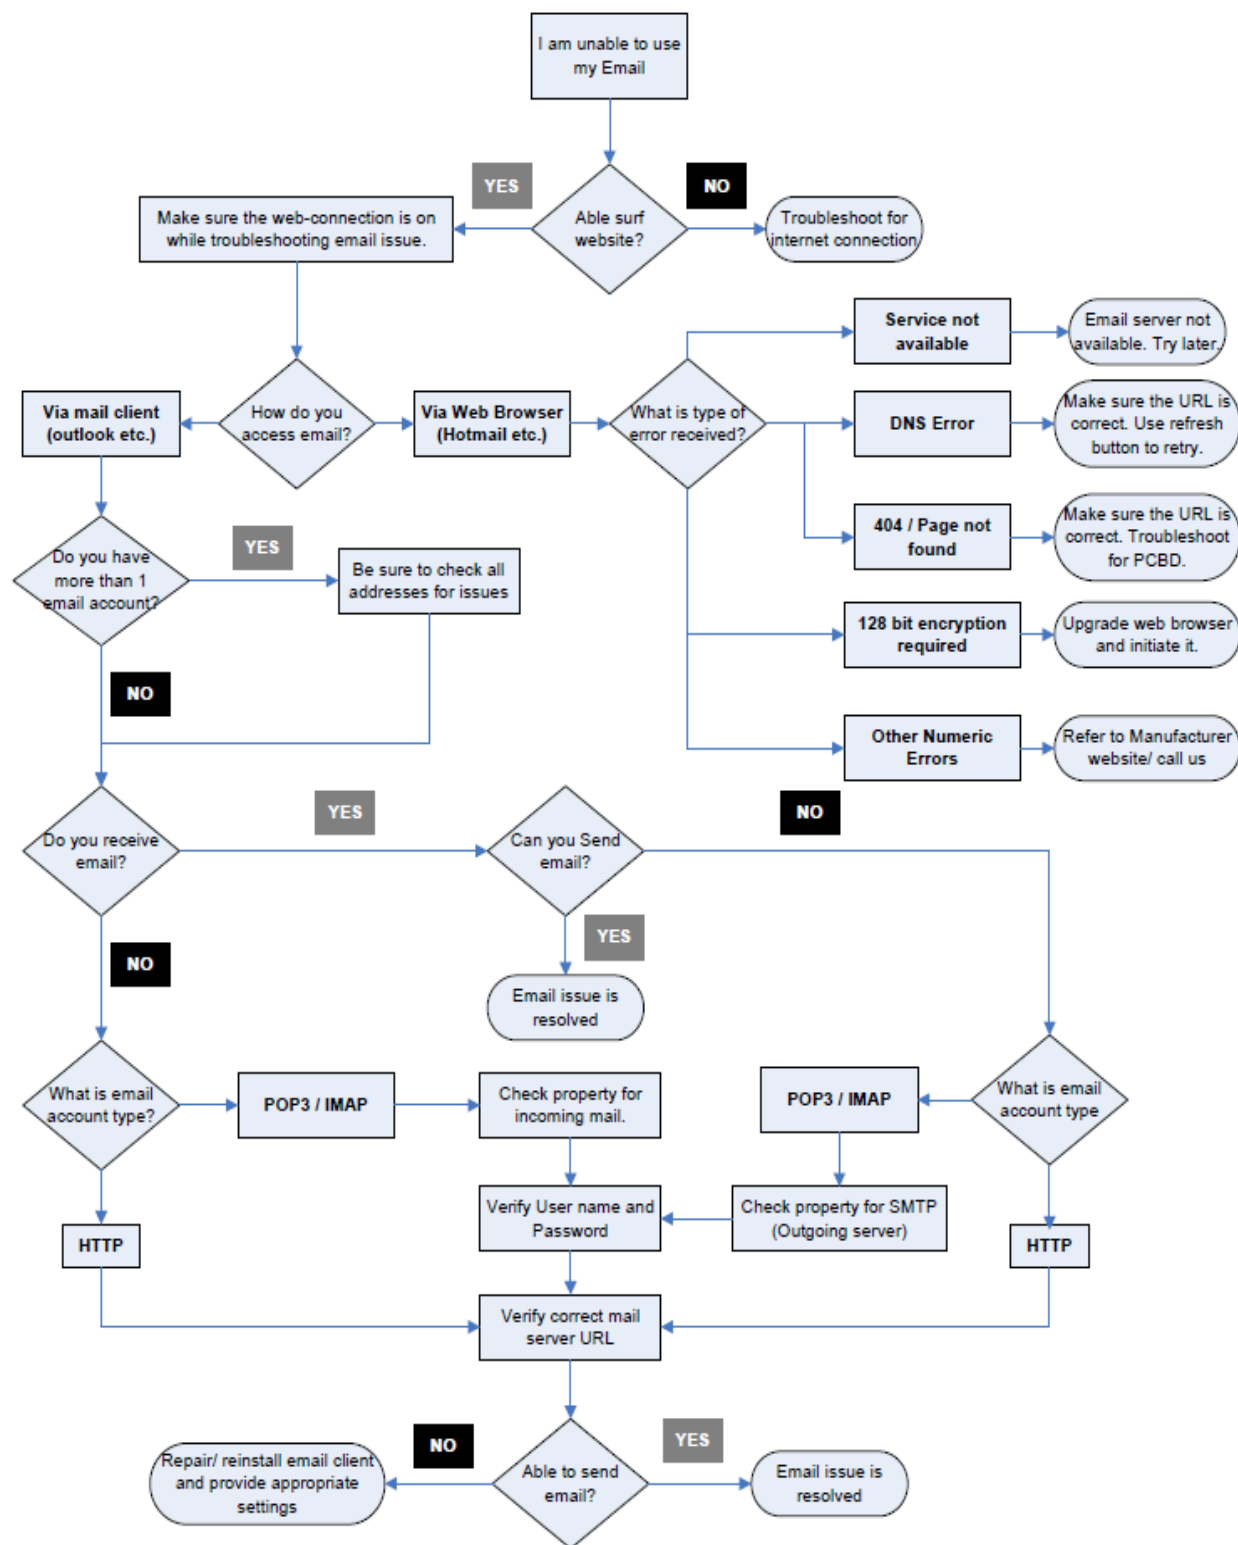 I am unable to use
my Email
YES
NO
Able surf
website?
Make sure the web-connection is on
while troubleshooting email issue.
Troubleshoot for
internet connection
Service not
available
Email server not
available. Try later.
How do you
access email?
Via mail client
(outlook etc.)
Via Web Browser
(Hotmail etc.)
What is type of
error received?
DNS Error
Make sure the URL is
correct. Use refresh
button to retry.
404 / Page not
found
Make sure the URL is
correct. Troubleshoot
for PCBD.
Do you have
more than 1
email account?
YES
Be sure to check all
addresses for issues
128 bit encryption
required
Upgrade web browser
and initiate it.
NO
Other Numeric
Errors
Refer to Manufacturer
website/ call us
Do you receive
email?
YES
Can you Send
email?
NO
YES
NO
Email issue is
resolved
What is email
account type?
POP3 / IMAP
Check property for
incoming mail.
POP3 / IMAP
What is email
account type
Verify User name and
Password
Check property for SMTP
(Outgoing server)
HTTP
HTTP
Verify correct mail
server URL
NO
YES
Able to send
email?
Repair/ reinstall email client
and provide appropriate
settings
Email issue is
resolved